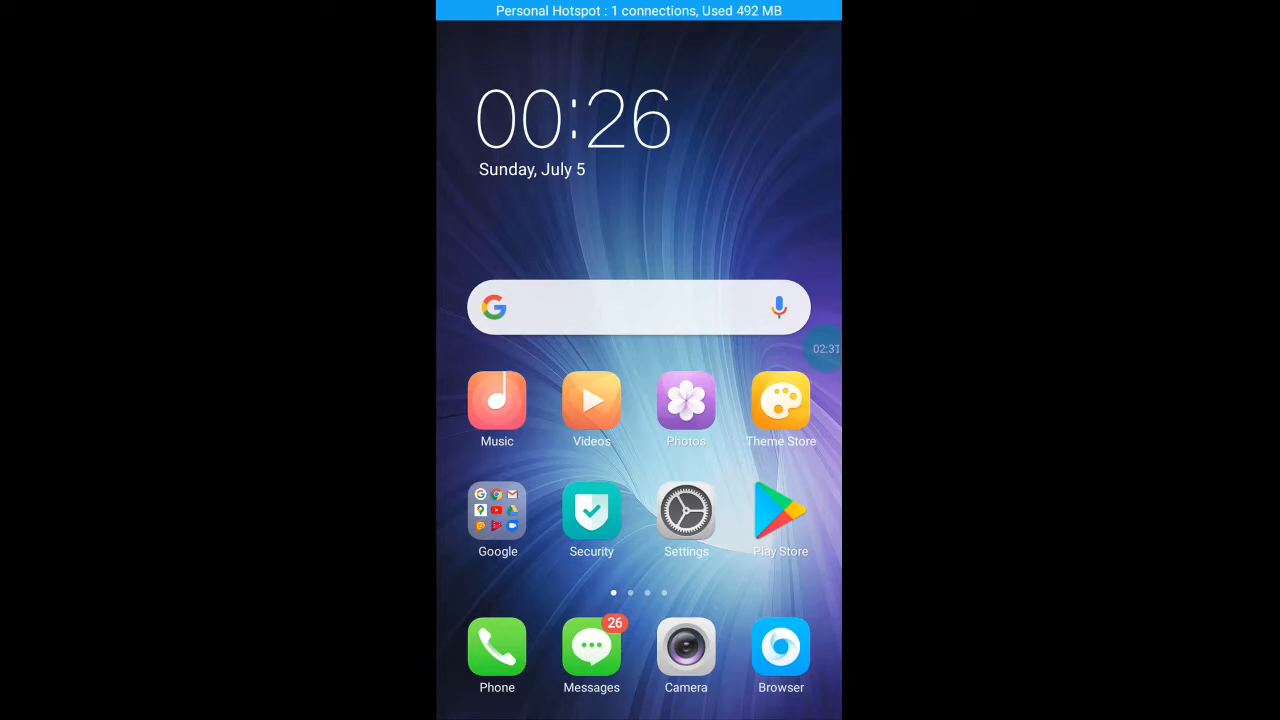 Personal Hotspot : 1 connections, Used 492 MB
00:26
Sunday, July 5
02:31
Music
Videos
Photos
Theme Store
Google
Security
Settings
Play Store
26
Phone
Messages
Camera
Browser